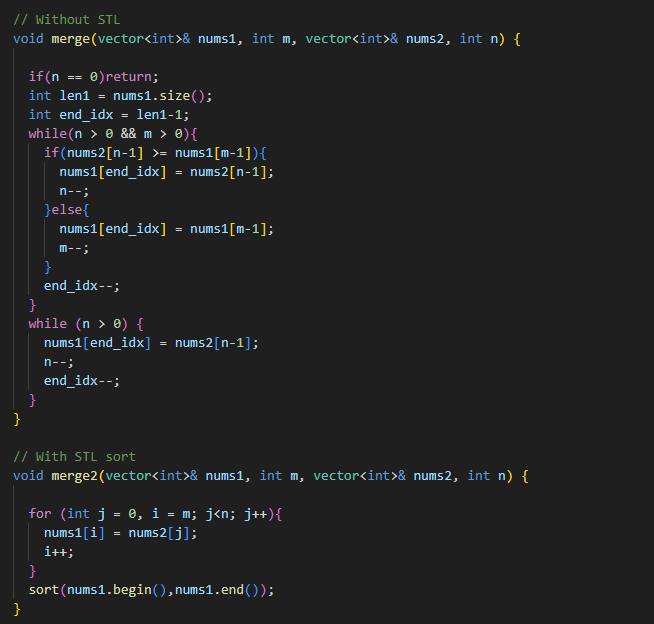 // Without STL
void merge(vector<int>& nums1, int m, vector<int>& nums2, int n) {
if(n == 0)return;
int len1 = nums1.size();
int end_idx = len1-1;
while(n > 0 && m > 0){
if(nums2[n-1] >= nums1[m-1]){
nums1[end_idx] = nums2[n-1];
n--;
}else{
nums1[end_idx] = nums1[m-1];
m--;
}
end_idx--;
}
while (n > 0) {
nums1[end_idx] = nums2[n-1];
n--;
end_idx--;
}
}
// With STL sort
void merge2(vector<int>& nums1, int m, vector<int>& nums2, int n) {
for (int j = 0, i = m; j<n; j++){
nums1[i] = nums2[j];
i++;
}
sort(nums1.begin(),nums1.end());
}